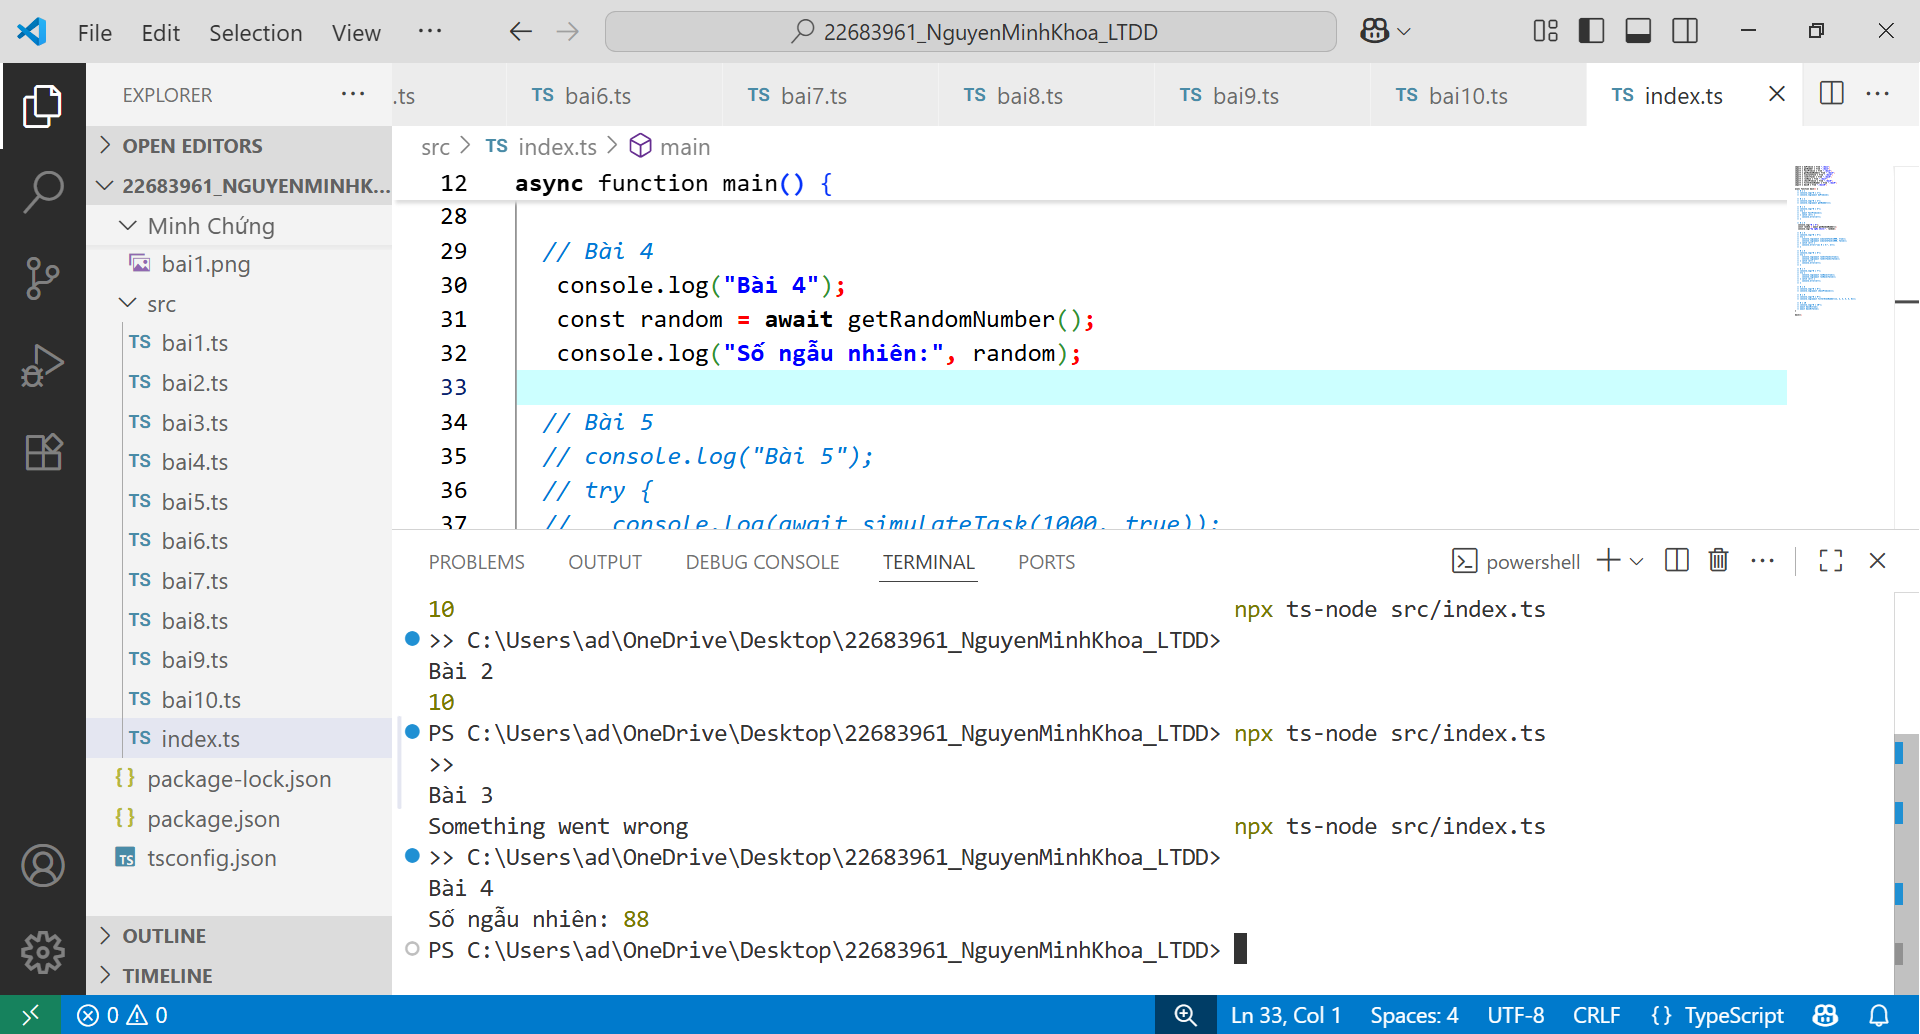 File Edit Selection View ···
22683961_NguyenMinhKhoa_LTDD
EXPLORER
OPEN EDITORS
22683961_NGUYENMINHK...
Minh Chứng
bai1.png
src
TS bai1.ts
TS bai2.ts
TS bai3.ts
TS bai4.ts
TS bai5.ts
TS bai6.ts
TS bai7.ts
TS bai8.ts
TS bai9.ts
TS bai10.ts
TS index.ts
{} package-lock.json
{} package.json
TS tsconfig.json
OUTLINE
TIMELINE
.ts TS bai6.ts TS bai7.ts TS bai8.ts TS bai9.ts TS bai10.ts TS index.ts
src > TS index.ts > main
12 async function main() {
28
29 // Bài 4
30 console.log("Bài 4");
31 const random = await getRandomNumber();
32 console.log("Số ngẫu nhiên:", random);
33
34 // Bài 5
35 // console.log("Bài 5");
36 // try {
37 // console.log(await simulateTask(1000, true));
PROBLEMS OUTPUT DEBUG CONSOLE TERMINAL PORTS powershell
10 npx ts-node src/index.ts
>> C:\Users\ad\OneDrive\Desktop\22683961_NguyenMinhKhoa_LTDD>
Bài 2
10
PS C:\Users\ad\OneDrive\Desktop\22683961_NguyenMinhKhoa_LTDD> npx ts-node src/index.ts
>>
Bài 3
Something went wrong npx ts-node src/index.ts
>> C:\Users\ad\OneDrive\Desktop\22683961_NguyenMinhKhoa_LTDD>
Bài 4
Số ngẫu nhiên: 88
PS C:\Users\ad\OneDrive\Desktop\22683961_NguyenMinhKhoa_LTDD>
0 0 Ln 33, Col 1 Spaces: 4 UTF-8 CRLF {} TypeScript